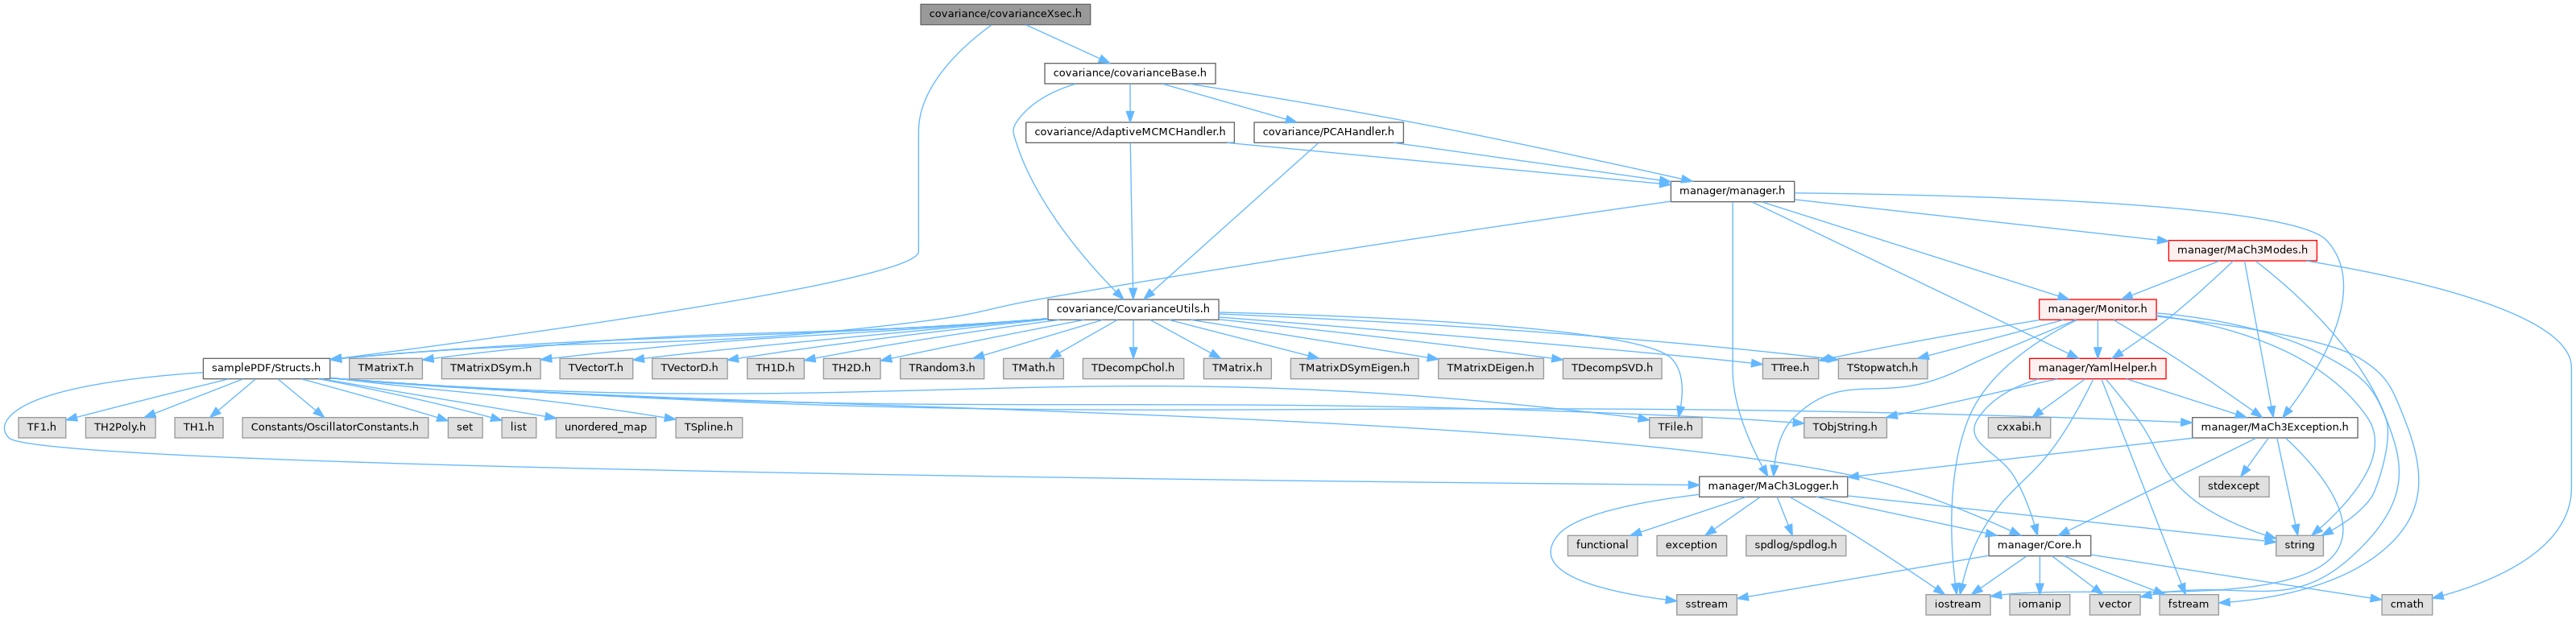 covariance/covarianceXsec.h
covariance/covarianceBase.h
covariance/AdaptiveMCMCHandler.h
covariance/PCAHandler.h
manager/manager.h
manager/MaCh3Modes.h
covariance/CovarianceUtils.h
manager/Monitor.h
samplePDF/Structs.h
TMatrixT.h
TMatrixDSym.h
TVectorT.h
TVectorD.h
TH1D.h
TH2D.h
TRandom3.h
TMath.h
TDecompChol.h
TMatrix.h
TMatrixDSymEigen.h
TMatrixDEigen.h
TDecompSVD.h
TTree.h
TStopwatch.h
manager/YamlHelper.h
TF1.h
TH2Poly.h
TH1.h
Constants/OscillatorConstants.h
set
list
unordered_map
TSpline.h
TFile.h
TObjString.h
cxxabi.h
manager/MaCh3Exception.h
manager/MaCh3Logger.h
stdexcept
functional
exception
spdlog/spdlog.h
manager/Core.h
string
sstream
iostream
iomanip
vector
fstream
cmath